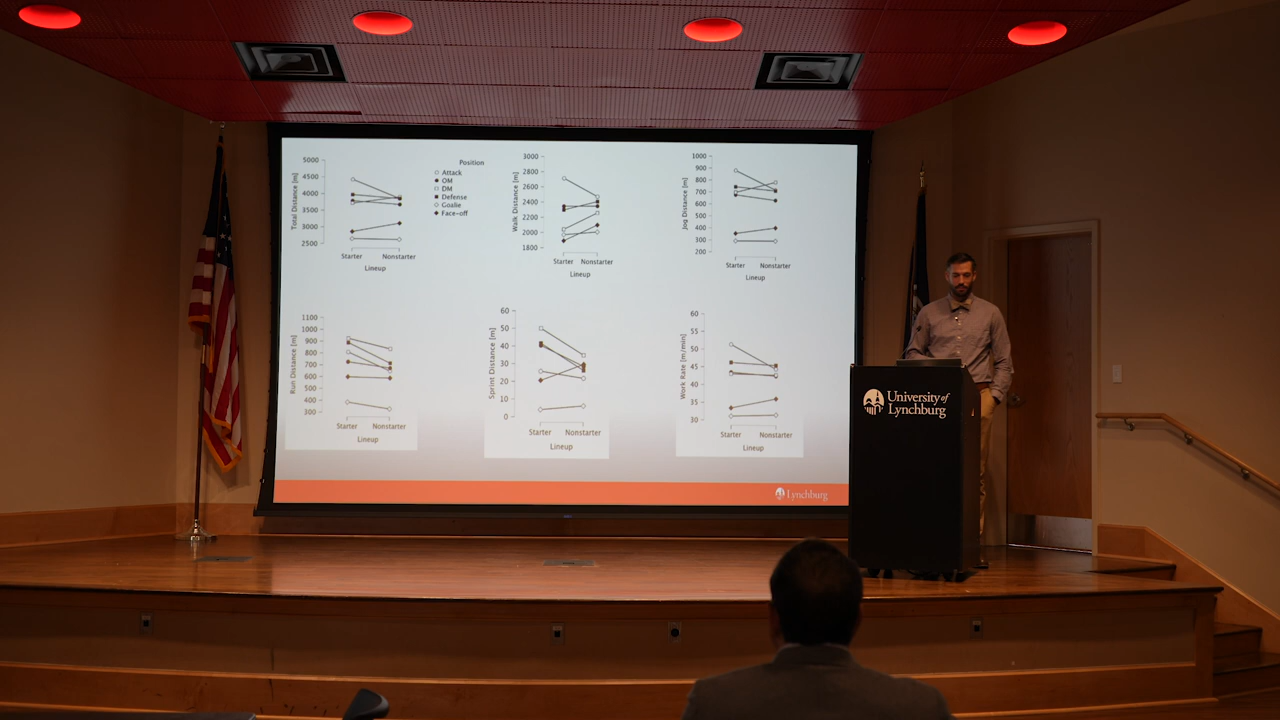 5000
4500
4000
3500
3000
2500
Total Distance [m]
Starter Nonstarter
Lineup
Position
Attack
OM
DM
Defense
Goalie
Face-off
3000
2800
2600
2400
2200
2000
1800
Walk Distance [m]
Starter Nonstarter
Lineup
1000
900
800
700
600
500
400
300
200
Jog Distance [m]
Starter Nonstarter
Lineup
1100
1000
900
800
700
600
500
400
300
Run Distance [m]
Starter Nonstarter
Lineup
60
50
40
30
20
10
0
Sprint Distance [m]
Starter Nonstarter
Lineup
60
55
50
45
40
35
30
Work Rate [m/min]
Starter Nonstarter
Lineup
Lynchburg
University of
Lynchburg